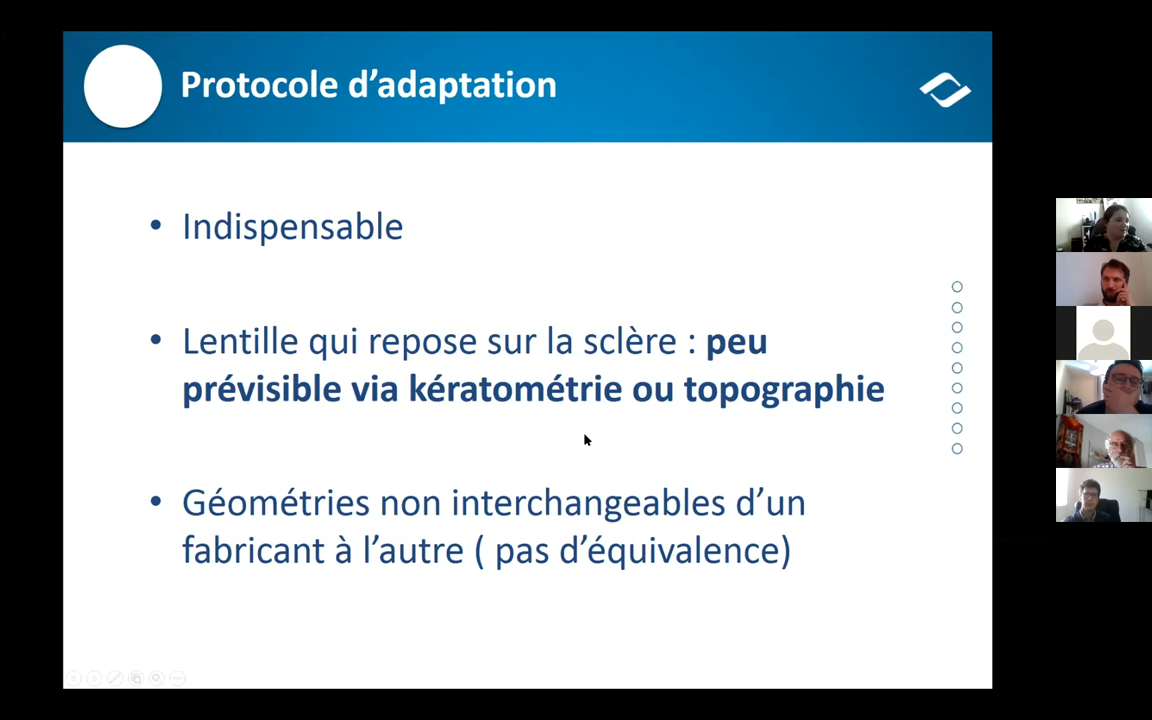 Protocole d’adaptation
• Indispensable
• Lentille qui repose sur la sclère : peu
prévisible via kératométrie ou topographie
• Géométries non interchangeables d’un
fabricant à l’autre ( pas d’équivalence)